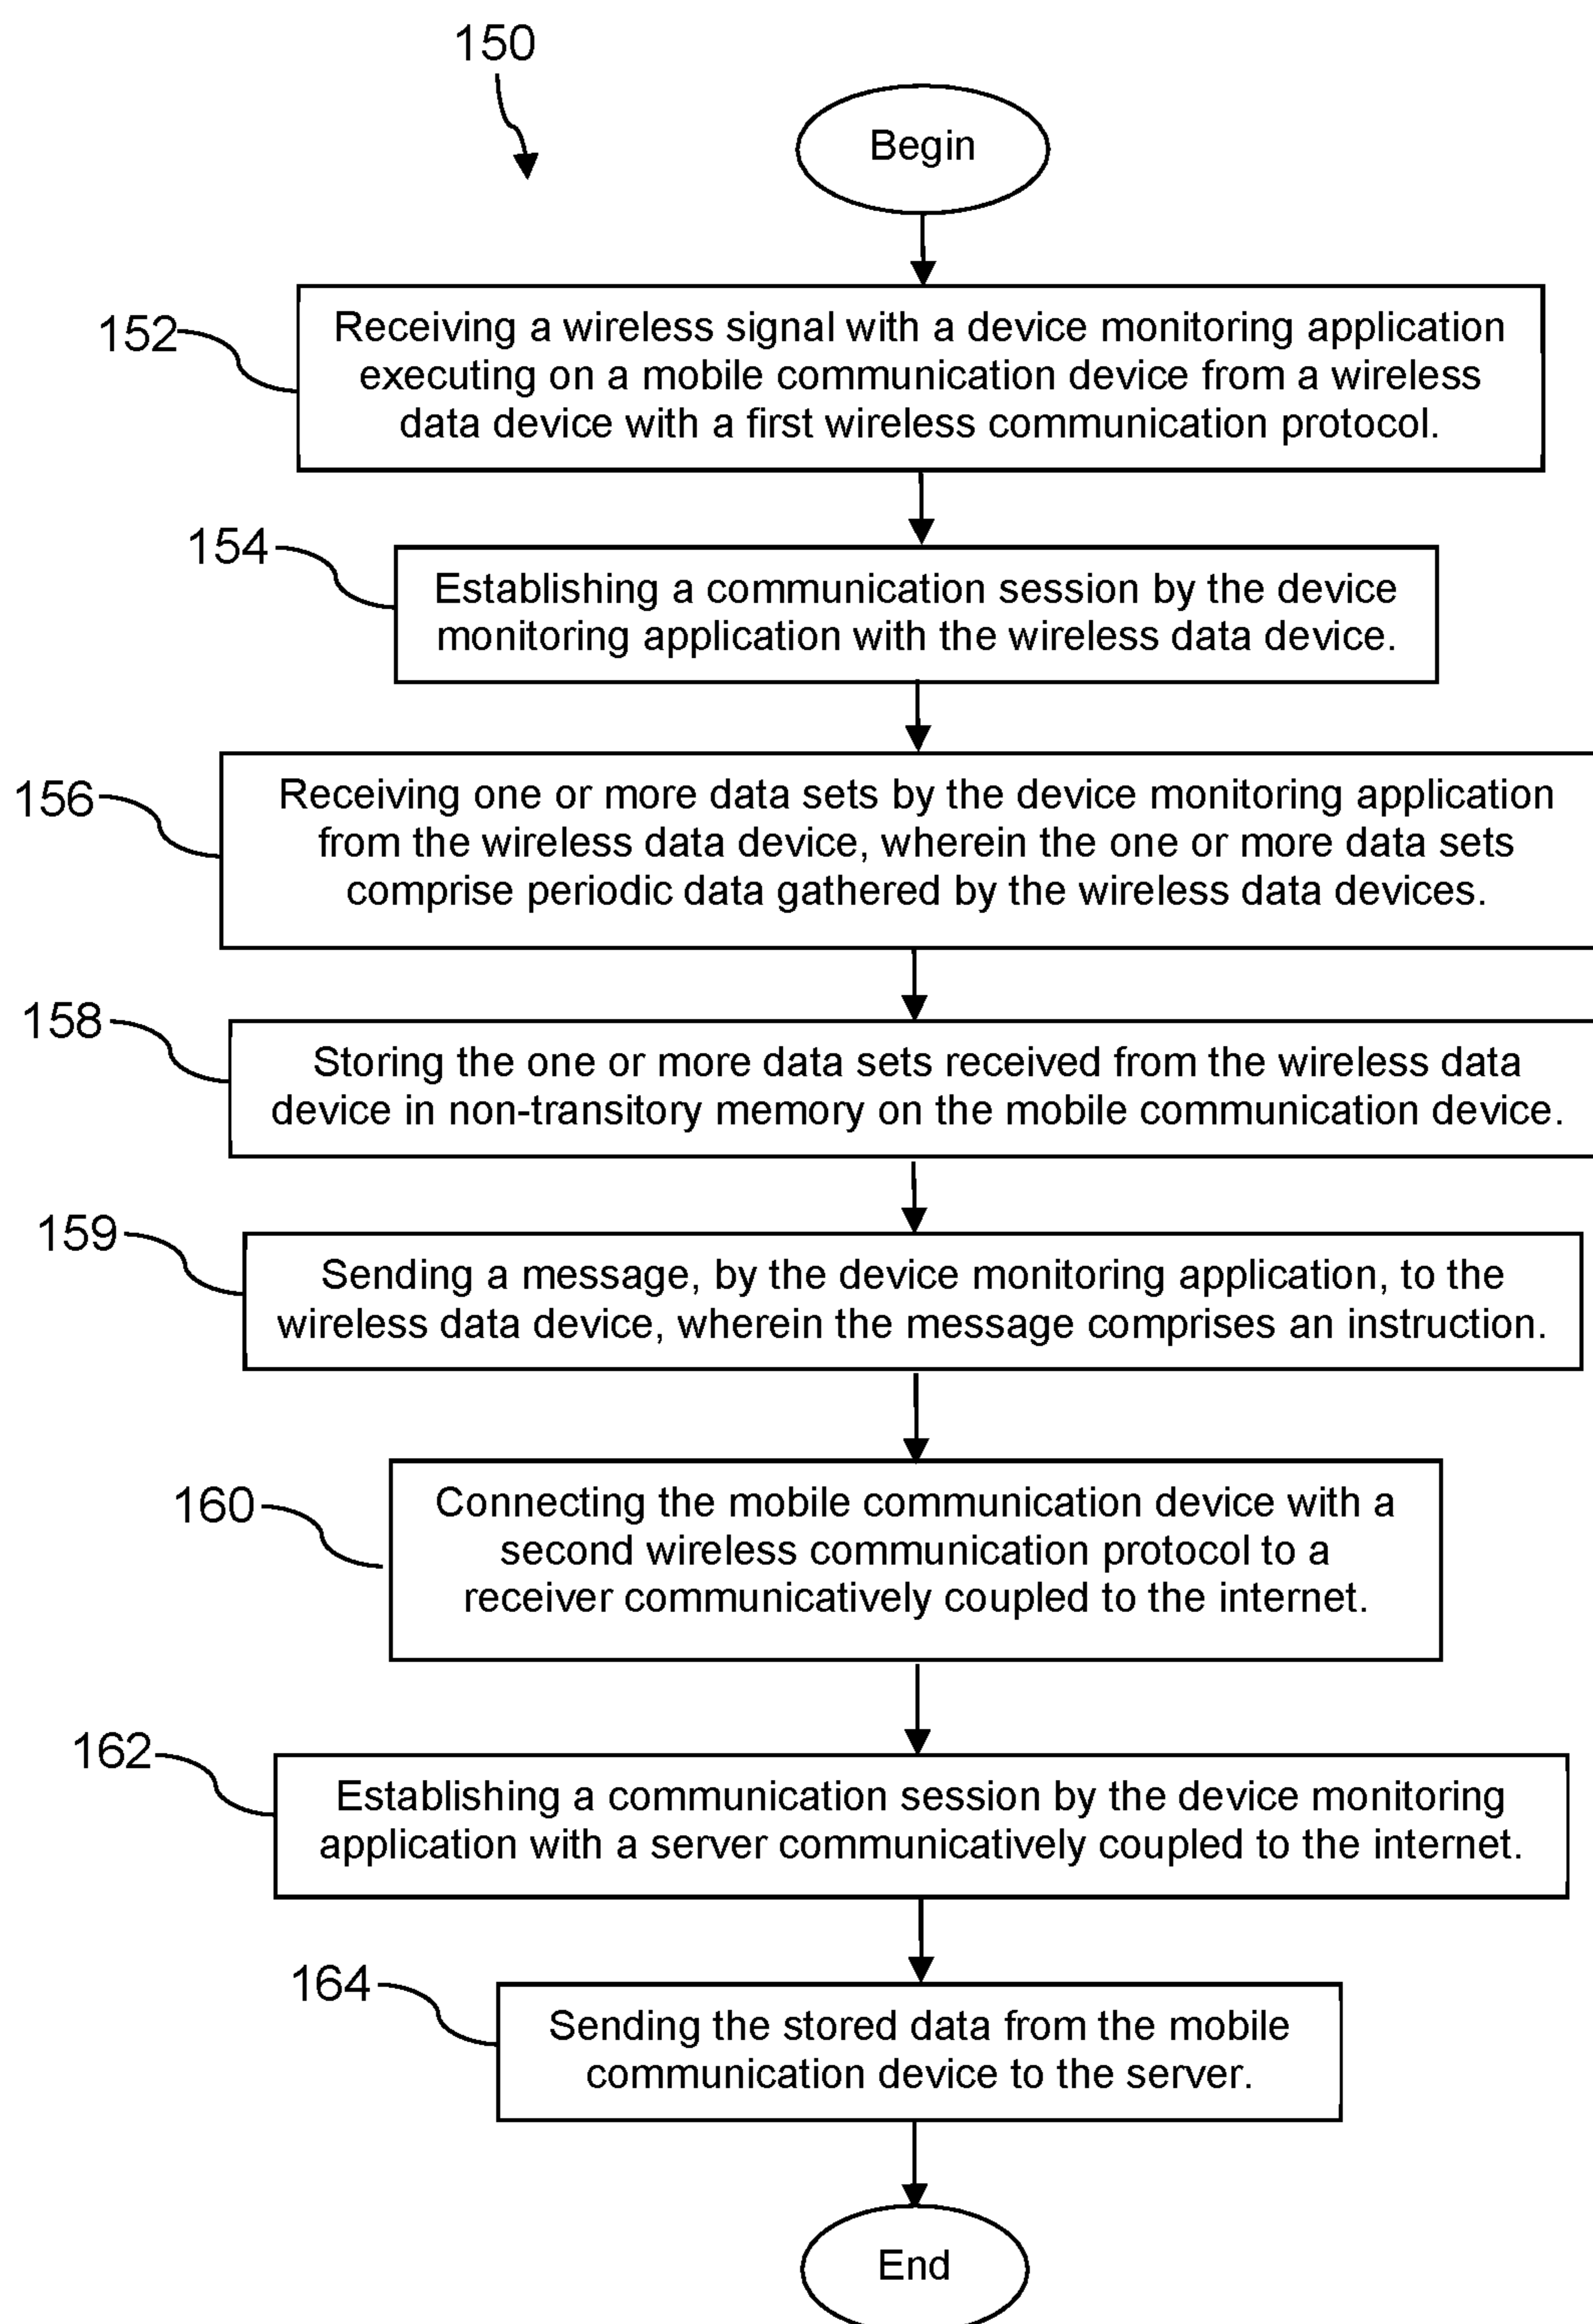 150
Begin
152
Receiving a wireless signal with a device monitoring application
executing on a mobile communication device from a wireless
data device with a first wireless communication protocol.
154
Establishing a communication session by the device
monitoring application with the wireless data device.
156
Receiving one or more data sets by the device monitoring application
from the wireless data device, wherein the one or more data sets
comprise periodic data gathered by the wireless data devices.
158
Storing the one or more data sets received from the wireless data
device in non-transitory memory on the mobile communication device.
159
Sending a message, by the device monitoring application, to the
wireless data device, wherein the message comprises an instruction.
160
Connecting the mobile communication device with a
second wireless communication protocol to a
receiver communicatively coupled to the internet.
162
Establishing a communication session by the device monitoring
application with a server communicatively coupled to the internet.
164
Sending the stored data from the mobile
communication device to the server.
End